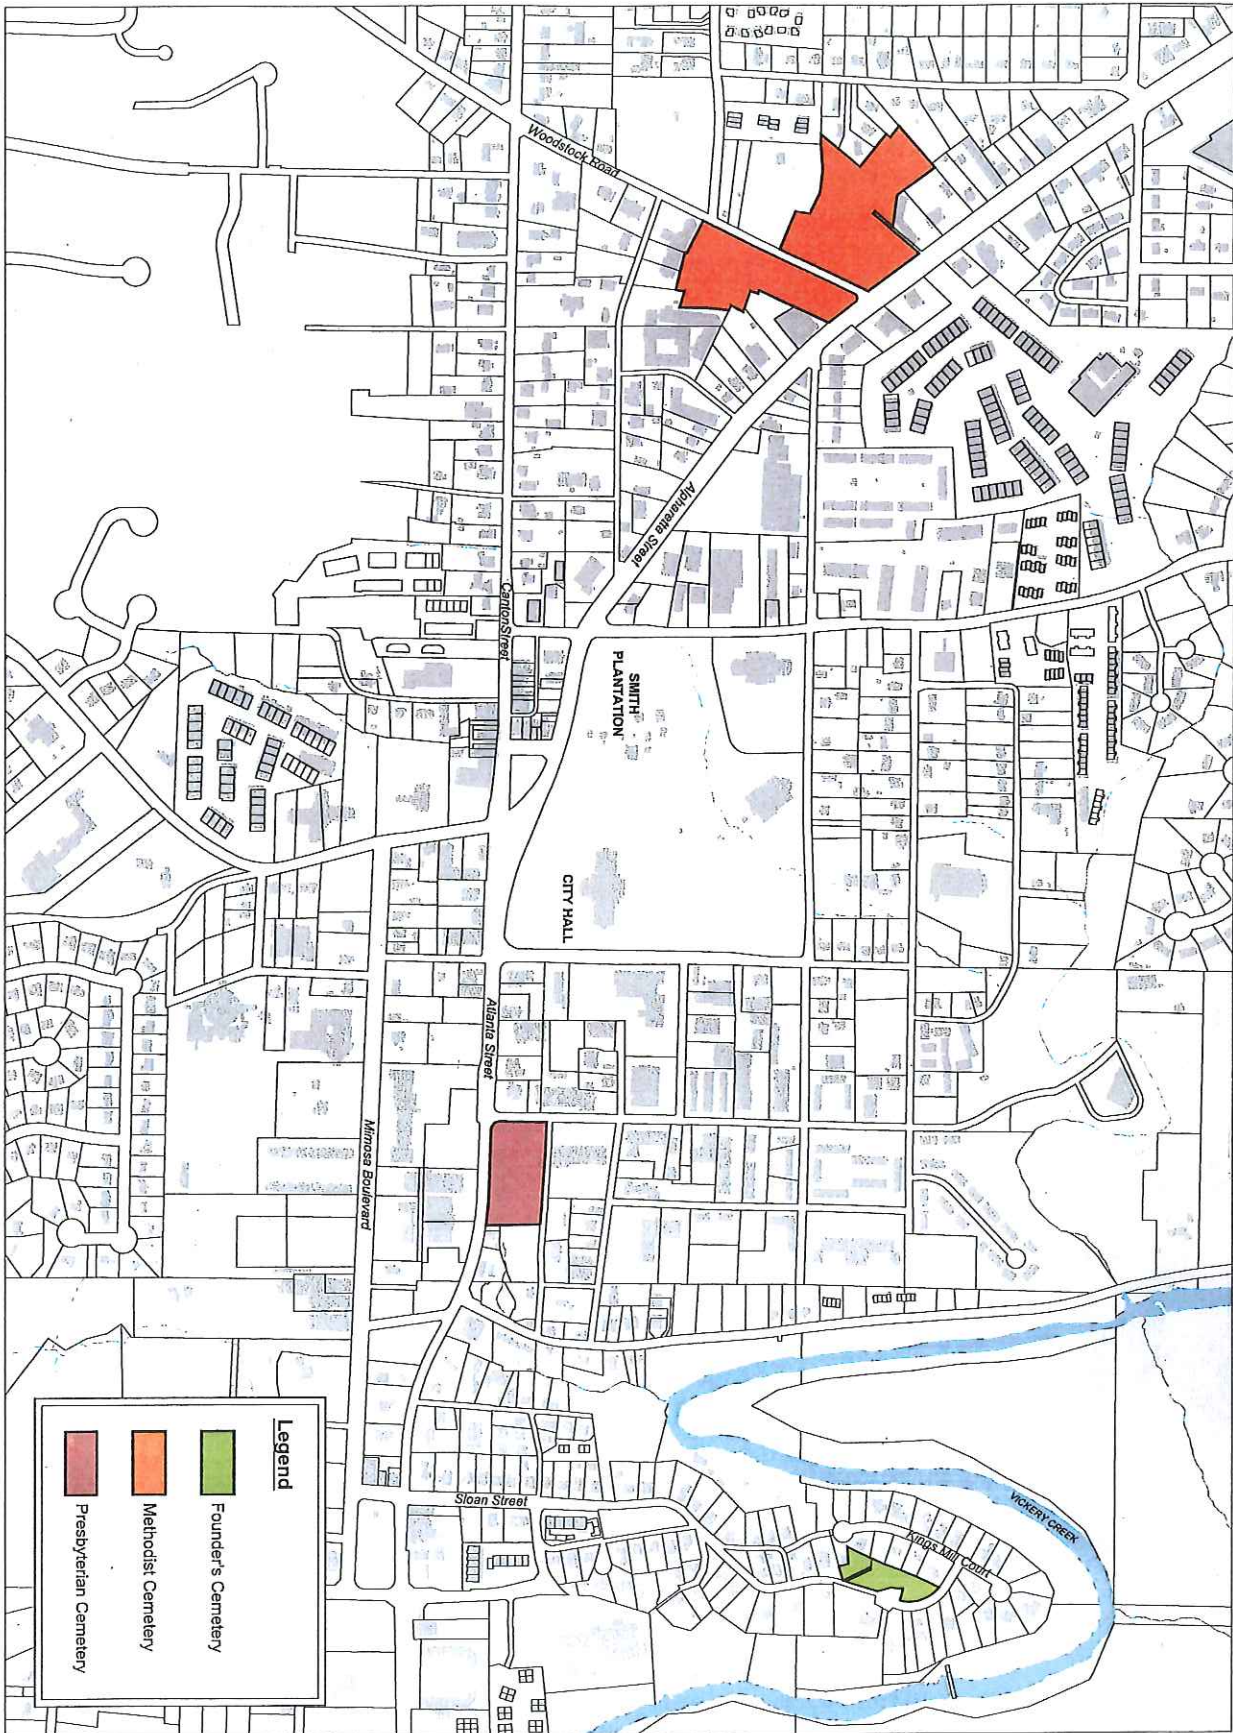 Woodstock Road
Alpharetta Street
Canton Street
SMITH
PLANTATION
CITY HALL
Atlanta Street
Mimosa Boulevard
Sloan Street
VICKERY CREEK
Kings Mill Court
Legend
Founder's Cemetery
Methodist Cemetery
Presbyterian Cemetery